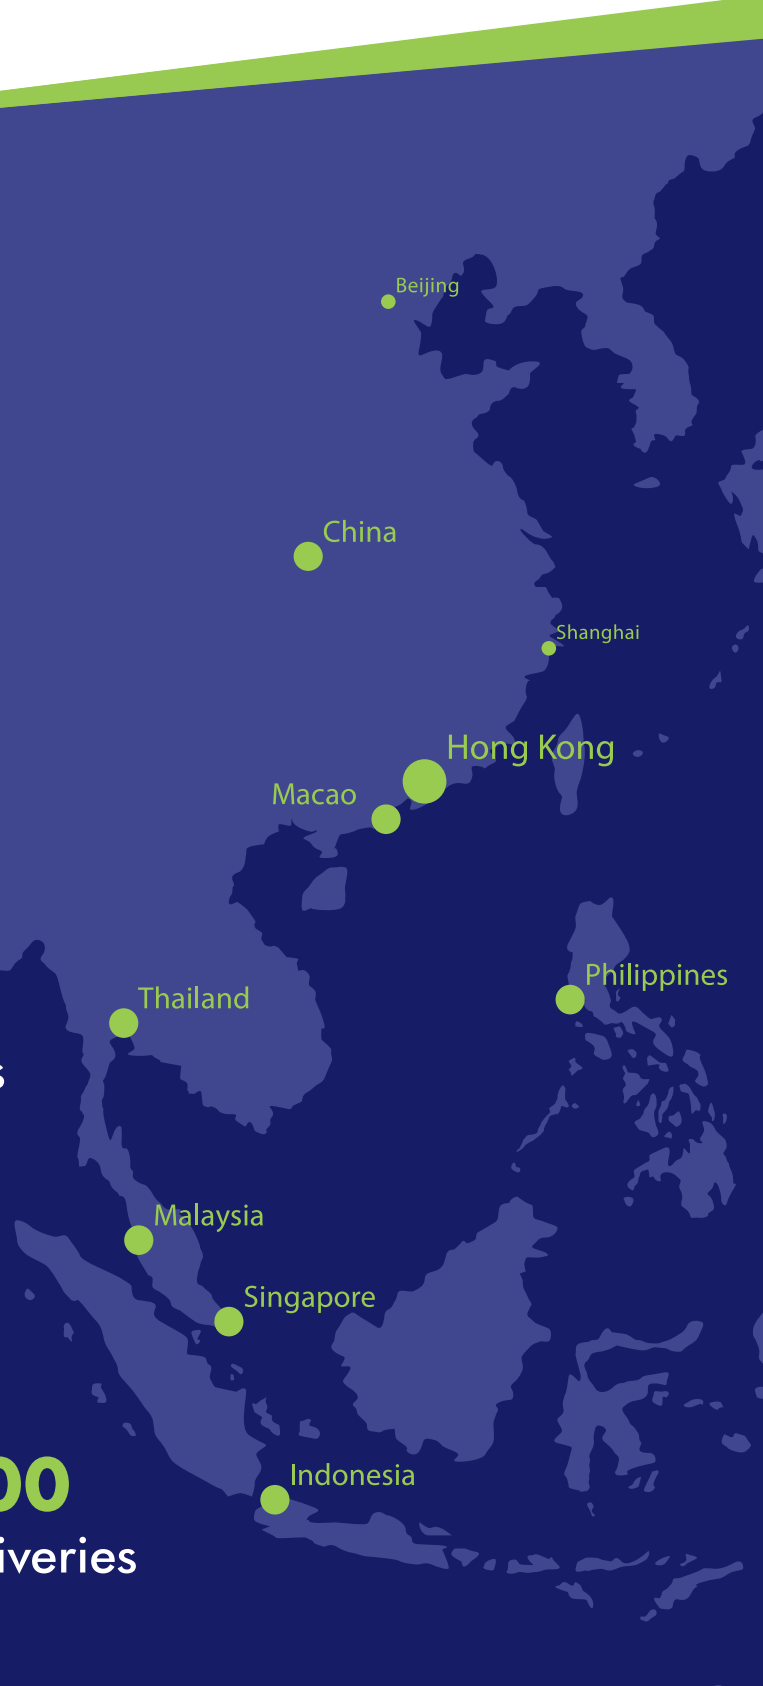 Beijing
China
Shanghai
Hong Kong
Macao
Philippines
Thailand
s
Malaysia
Singapore
00
Indonesia
iveries